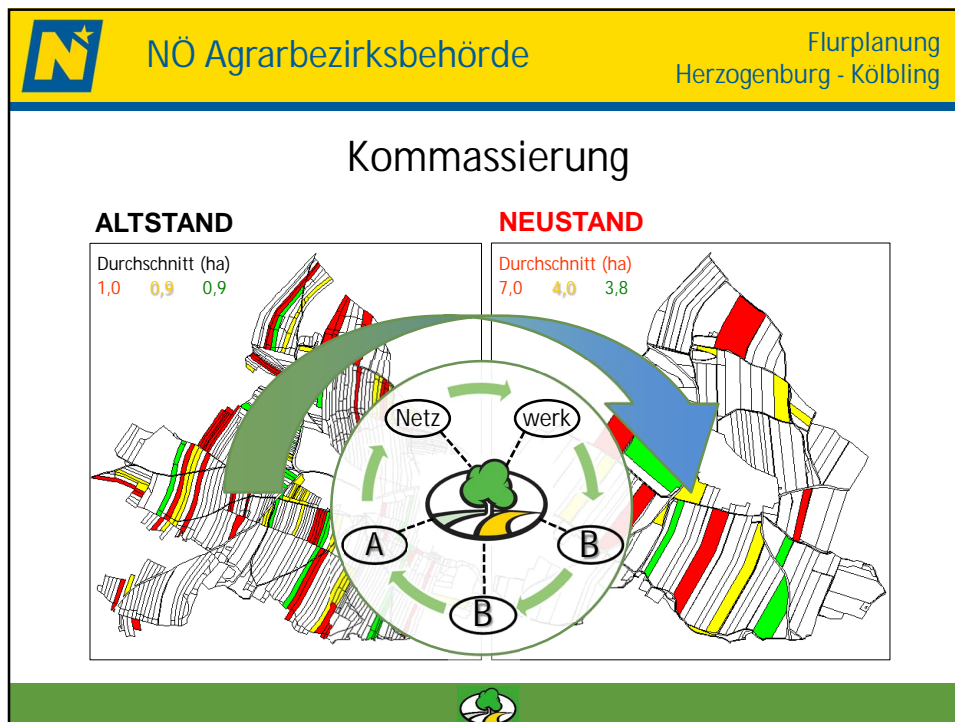 N
NÖ Agrarbezirksbehörde
Flurplanung
Herzogenburg - Kölbling
Kommassierung
ALTSTAND
Durchschnitt (ha)
1,0 0,9 0,9
NEUSTAND
Durchschnitt (ha)
7,0 4,0 3,8
Netz
werk
A
B
B